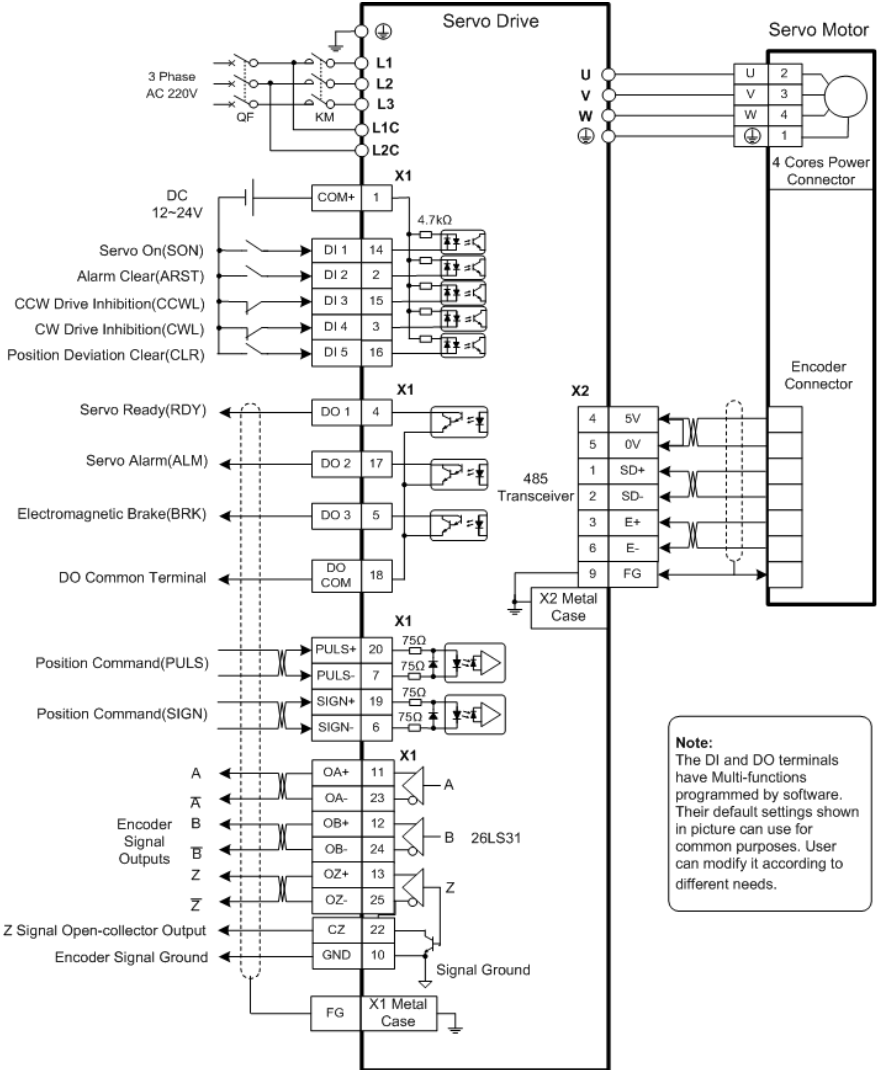 Servo Drive
Servo Motor
3 Phase
AC 220V
QF
KM
L1
L2
L3
L1C
L2C
U
V
W
U 2
V 3
W 4
1
4 Cores Power
Connector
X1
DC
12~24V
COM+ 1
4.7kΩ
Servo On(SON) DI 1 14
Alarm Clear(ARST) DI 2 2
CCW Drive Inhibition(CCWL) DI 3 15
CW Drive Inhibition(CWL) DI 4 3
Position Deviation Clear(CLR) DI 5 16
Encoder
Connector
X1
Servo Ready(RDY) DO 1 4
Servo Alarm(ALM) DO 2 17
Electromagnetic Brake(BRK) DO 3 5
DO Common Terminal DO
COM 18
X2
485
Transceiver
4 5V
5 0V
1 SD+
2 SD-
3 E+
6 E-
9 FG
X2 Metal
Case
X1
Position Command(PULS) PULS+ 20 75Ω
PULS- 7 75Ω
Position Command(SIGN) SIGN+ 19 75Ω
SIGN- 6 75Ω
X1
A OA+ 11 A
A OA- 23
Encoder
Signal
Outputs
B OB+ 12 B 26LS31
B OB- 24
Z OZ+ 13 Z
Z OZ- 25
Z Signal Open-collector Output CZ 22
Encoder Signal Ground GND 10
Signal Ground
FG X1 Metal
Case
Note:
The DI and DO terminals
have Multi-functions
programmed by software.
Their default settings shown
in picture can use for
common purposes. User
can modify it according to
different needs.